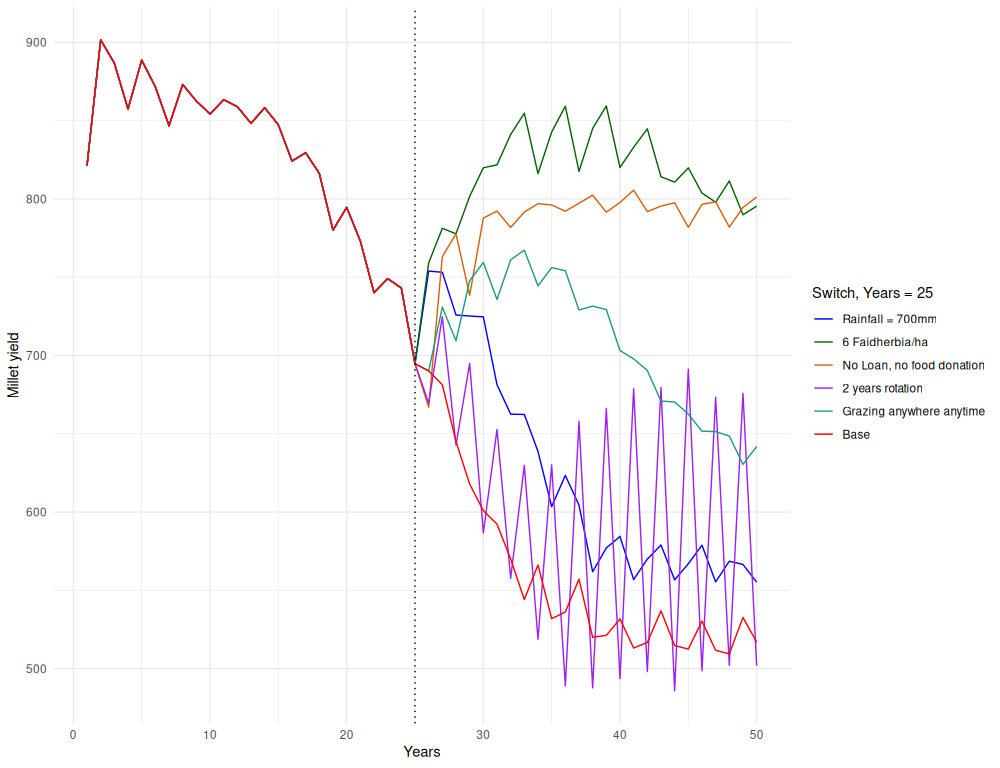 900
800
700
600
500
Millet yield
0
10
20
30
40
50
Years
Switch, Years = 25
Rainfall = 700mm
6 Faidherbia/ha
No Loan, no food donation
2 years rotation
Grazing anywhere anytime
Base